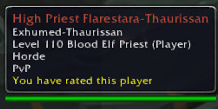 High Priest Flarestara-Thaurissan
Exhumed-Thaurissan
Level 110 Blood Elf Priest (Player)
Horde
PvP
You have rated this player